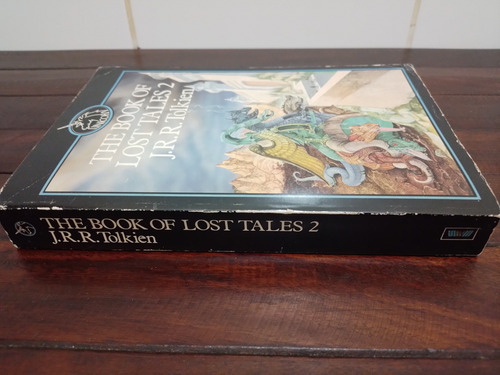 THE BOOK OF
LOST TALES 2
J.R.R. Tolkien
THE BOOK OF LOST TALES 2
J.R.R. Tolkien